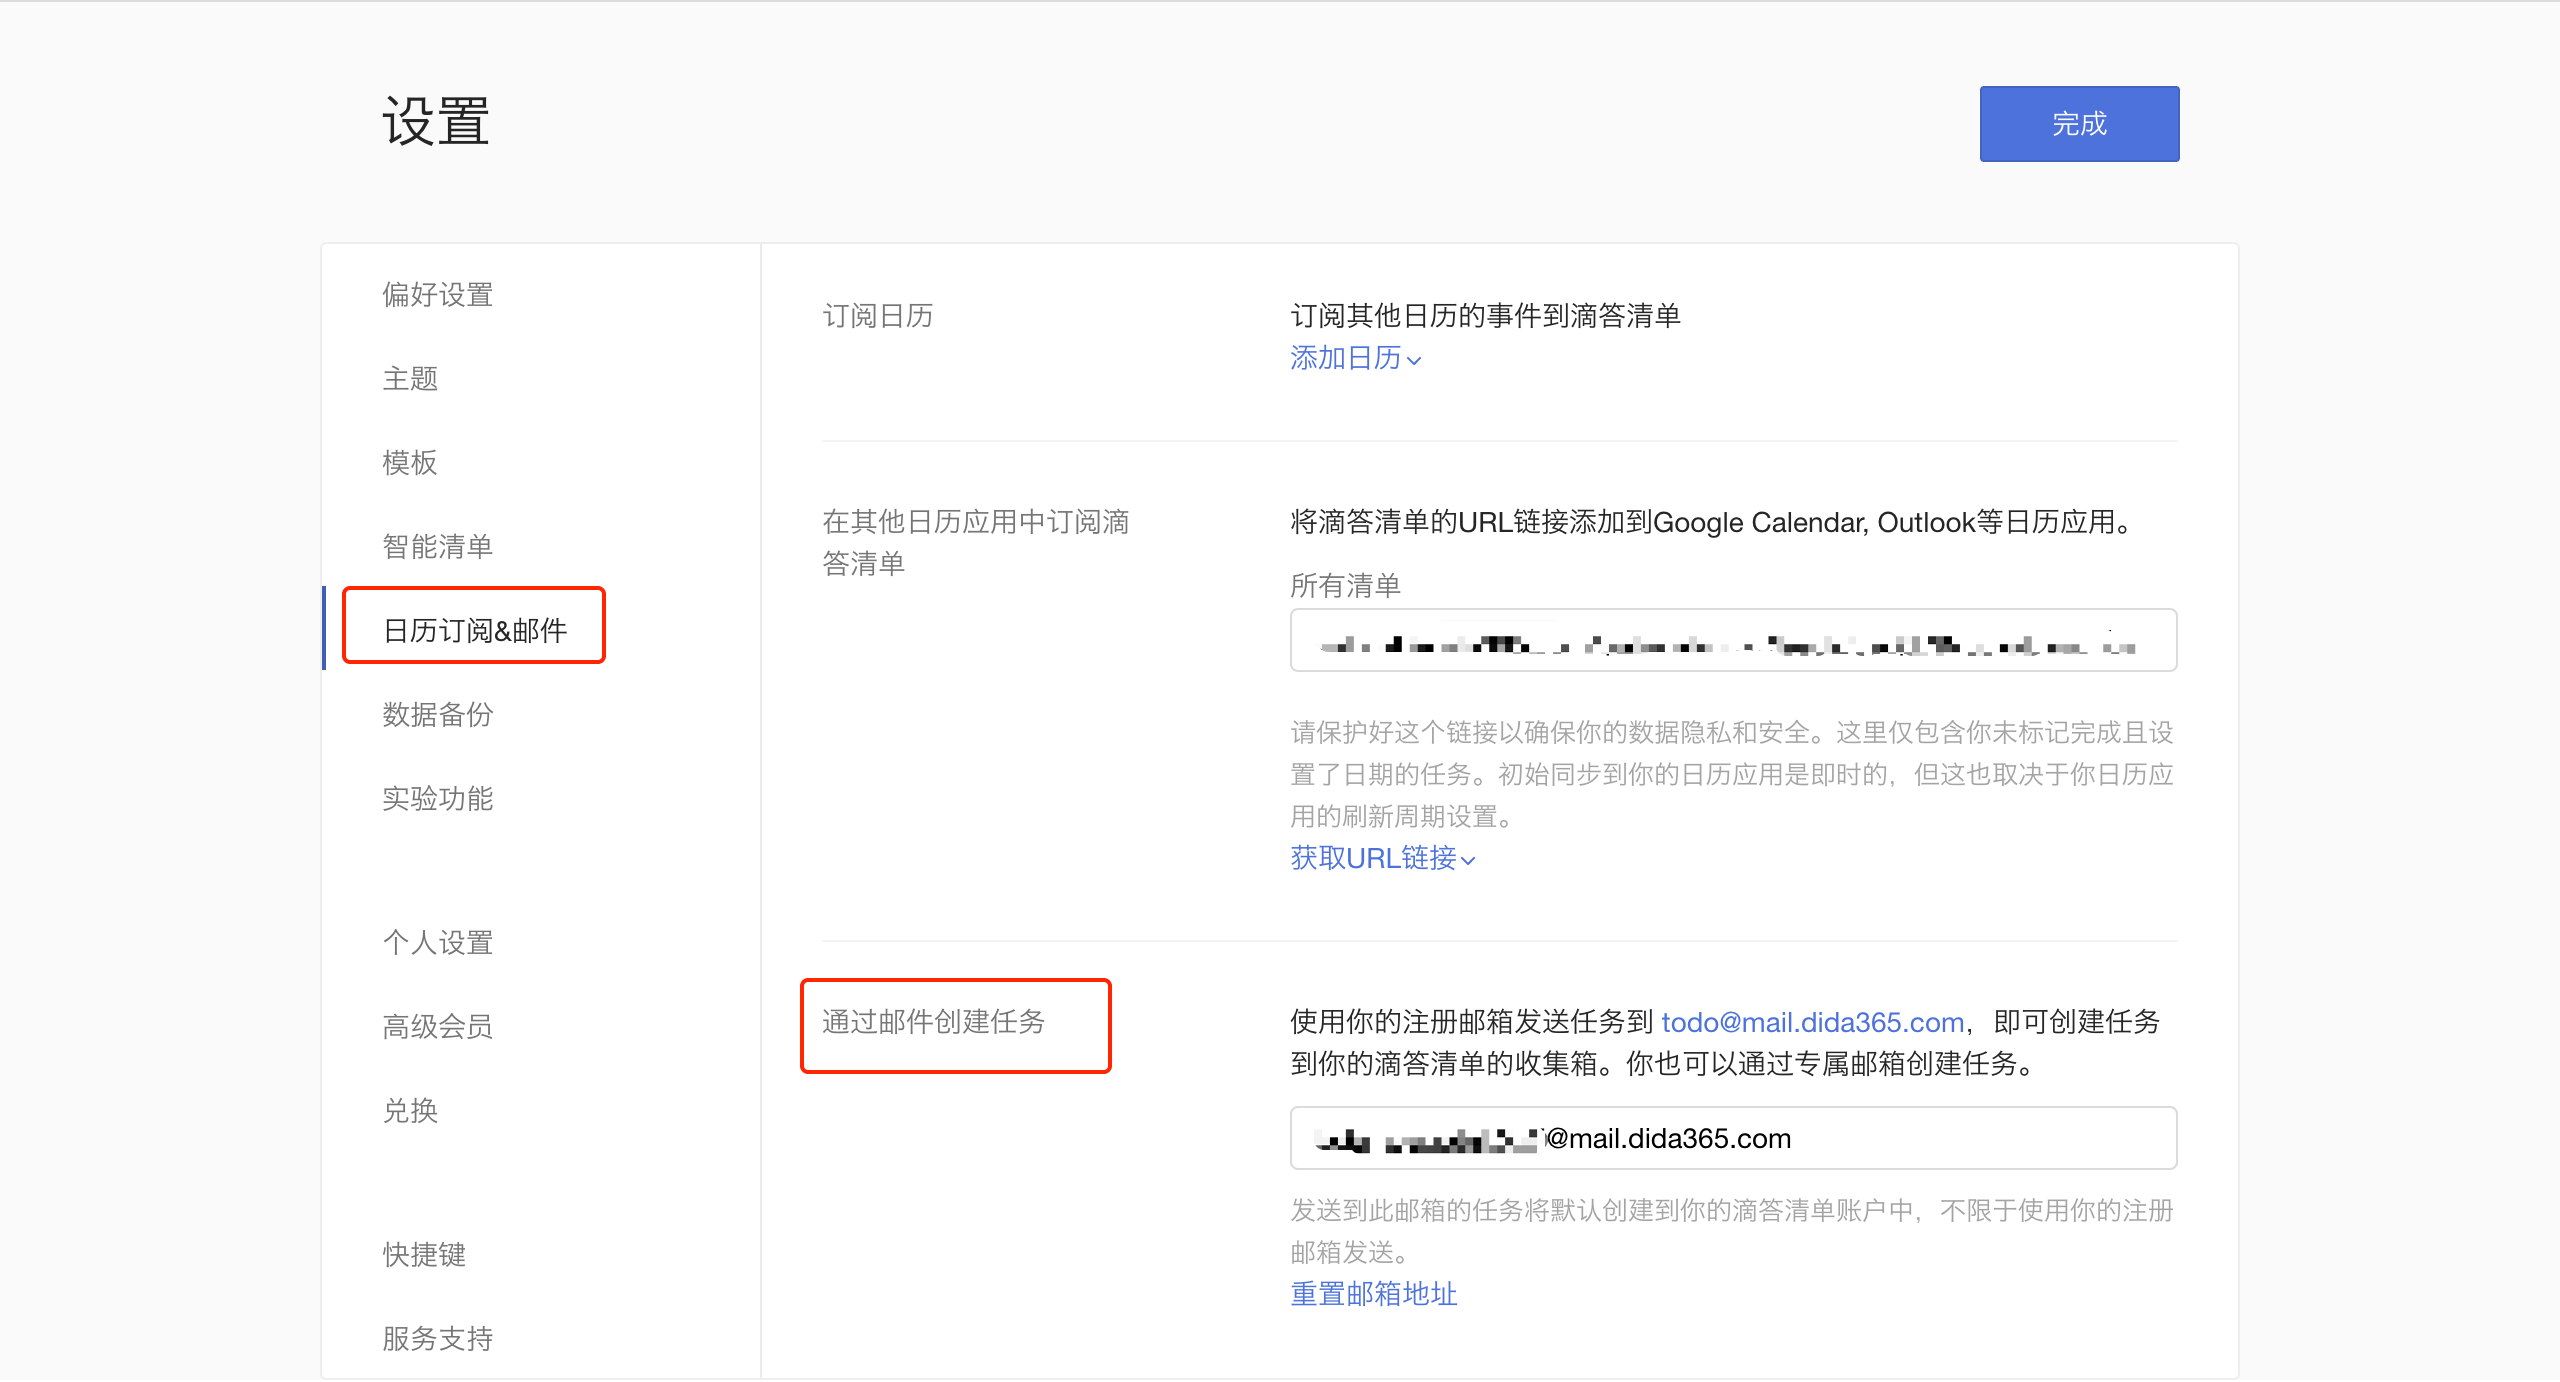 设置
完成
偏好设置
主题
模板
智能清单
日历订阅&邮件
数据备份
实验功能
个人设置
高级会员
兑换
快捷键
服务支持
订阅日历
订阅其他日历的事件到滴答清单
添加日历
在其他日历应用中订阅滴
答清单
将滴答清单的URL链接添加到Google Calendar, Outlook等日历应用。
所有清单
请保护好这个链接以确保你的数据隐私和安全。这里仅包含你未标记完成且设
置了日期的任务。初始同步到你的日历应用是即时的，但这也取决于你日历应
用的刷新周期设置。
获取URL链接
通过邮件创建任务
使用你的注册邮箱发送任务到 todo@mail.dida365.com，即可创建任务
到你的滴答清单的收集箱。你也可以通过专属邮箱创建任务。
@mail.dida365.com
发送到此邮箱的任务将默认创建到你的滴答清单账户中，不限于使用你的注册
邮箱发送。
重置邮箱地址